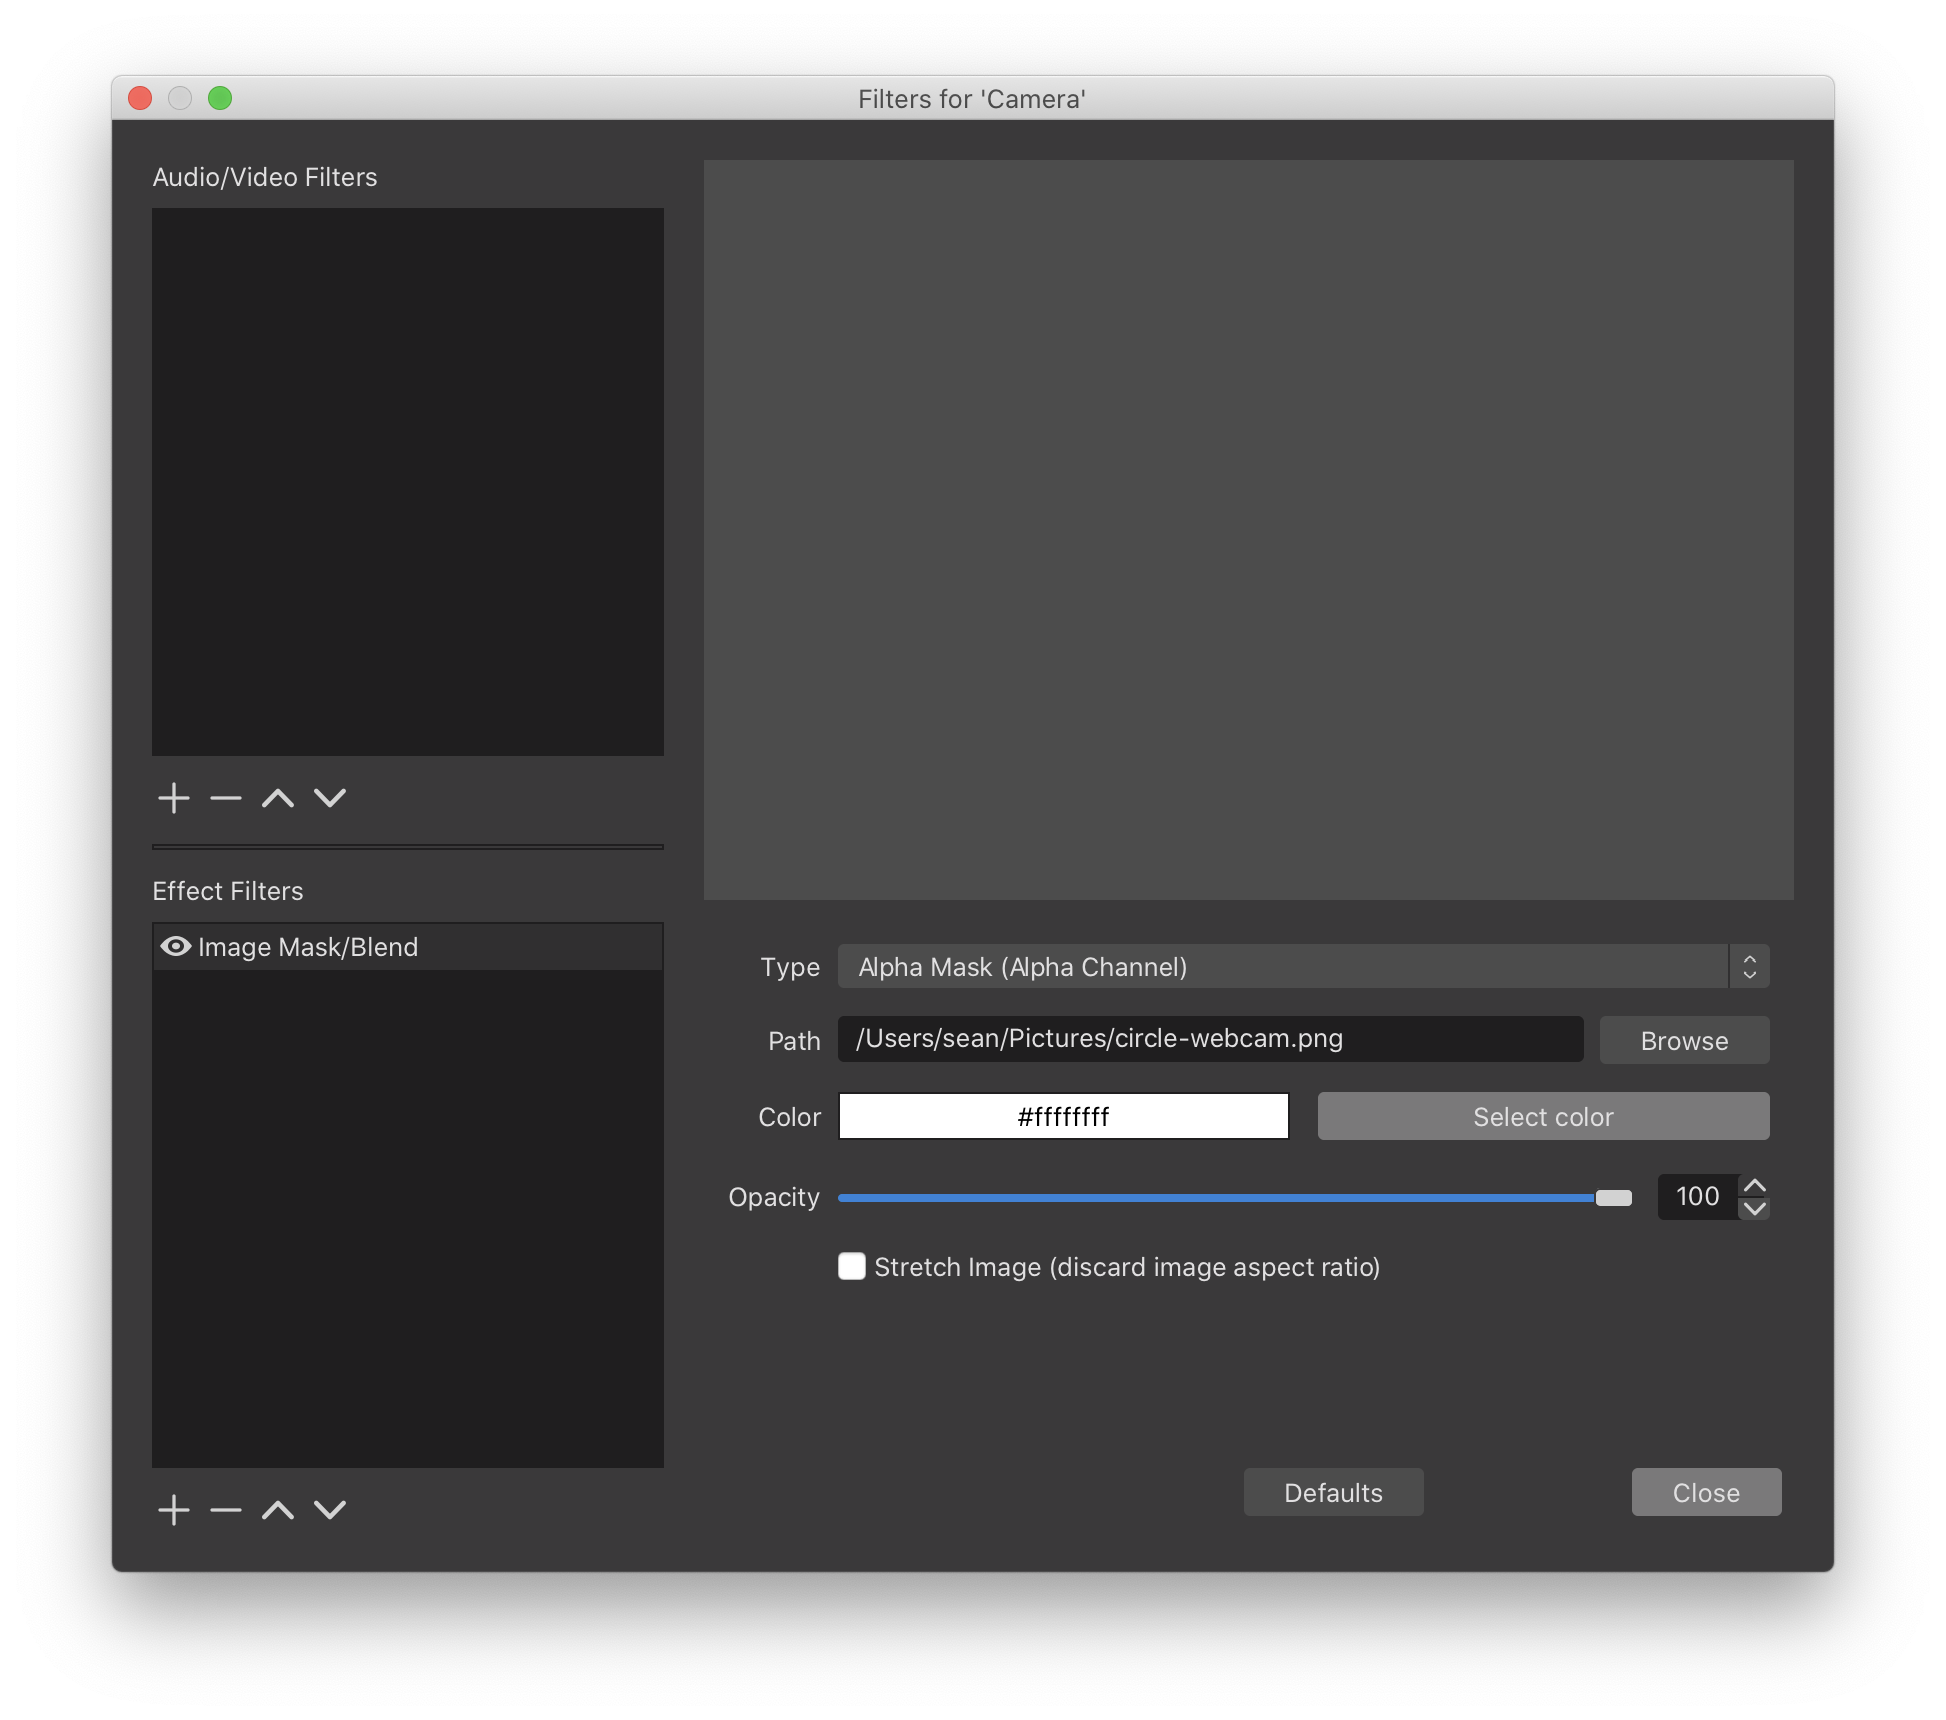 Filters for 'Camera'
Audio/Video Filters
Effect Filters
Image Mask/Blend
Type Alpha Mask (Alpha Channel)
Path /Users/sean/Pictures/circle-webcam.png Browse
Color #ffffffff Select color
Opacity 100
Stretch Image (discard image aspect ratio)
Defaults Close